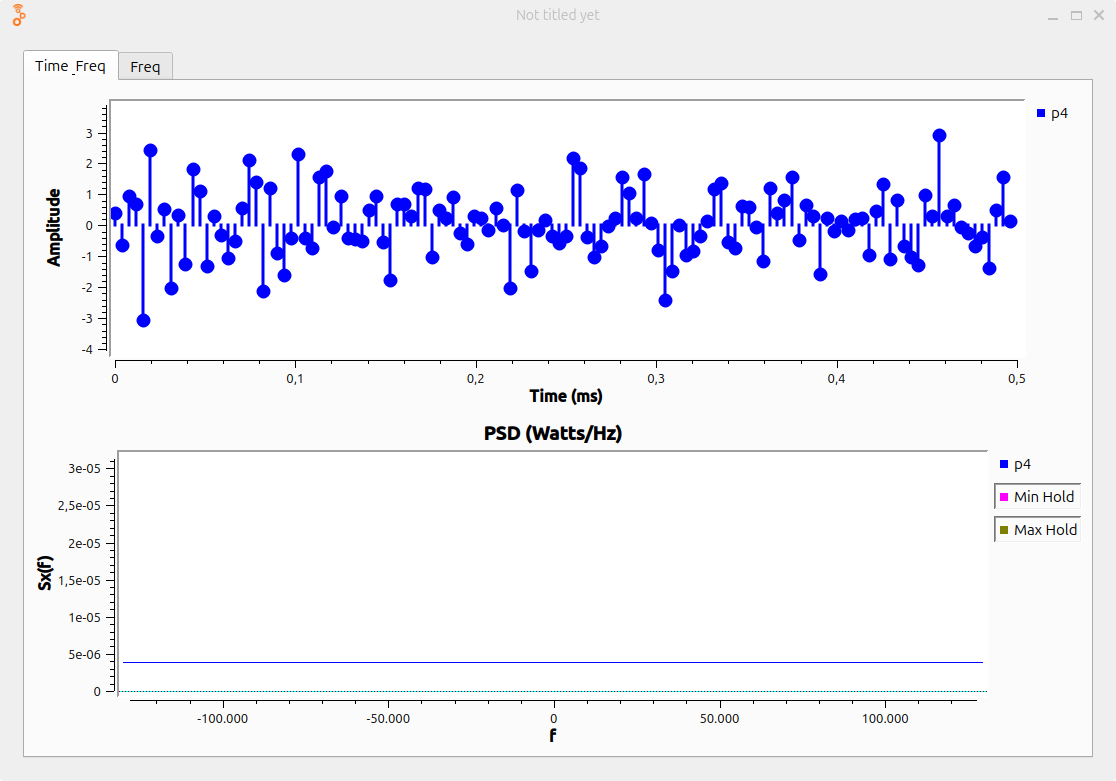 Not titled yet
Time_Freq
Freq
p4
Amplitude
3
2
1
0
-1
-2
-3
-4
0
0,1
0,2
0,3
0,4
0,5
Time (ms)
PSD (Watts/Hz)
p4
Min Hold
Max Hold
Sx(f)
3e-05
2,5e-05
2e-05
1,5e-05
1e-05
5e-06
0
-100.000
-50.000
0
50.000
100.000
f